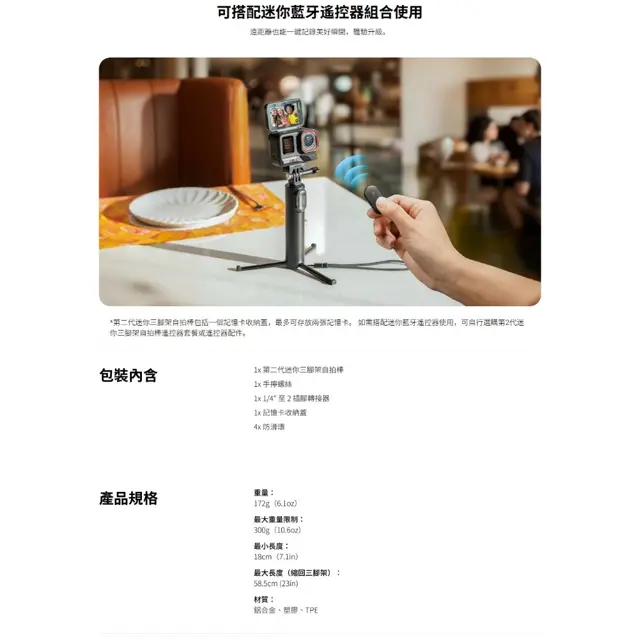 可搭配迷你藍牙遙控器組合使用
遠距離也能一鍵記錄美好瞬間，體驗升級。
*第二代迷你三腳架自拍棒包括一個記憶卡收納蓋，最多可存放兩張記憶卡。 如需搭配迷你藍牙遙控器使用，可自行選購第2代迷
你三腳架自拍棒遙控器套餐或遙控器配件。
包裝內含
1x 第二代迷你三腳架自拍棒
1x 手擰螺絲
1x 1/4" 至 2 插腳轉接器
1x 記憶卡收納蓋
4x 防滑環
產品規格
重量：
172g（6.1oz）
最大重量限制：
300g（10.6oz）
最小長度：
18cm（7.1in）
最大長度（縮回三腳架）：
58.5cm (23in)
材質：
鋁合金、塑膠、TPE